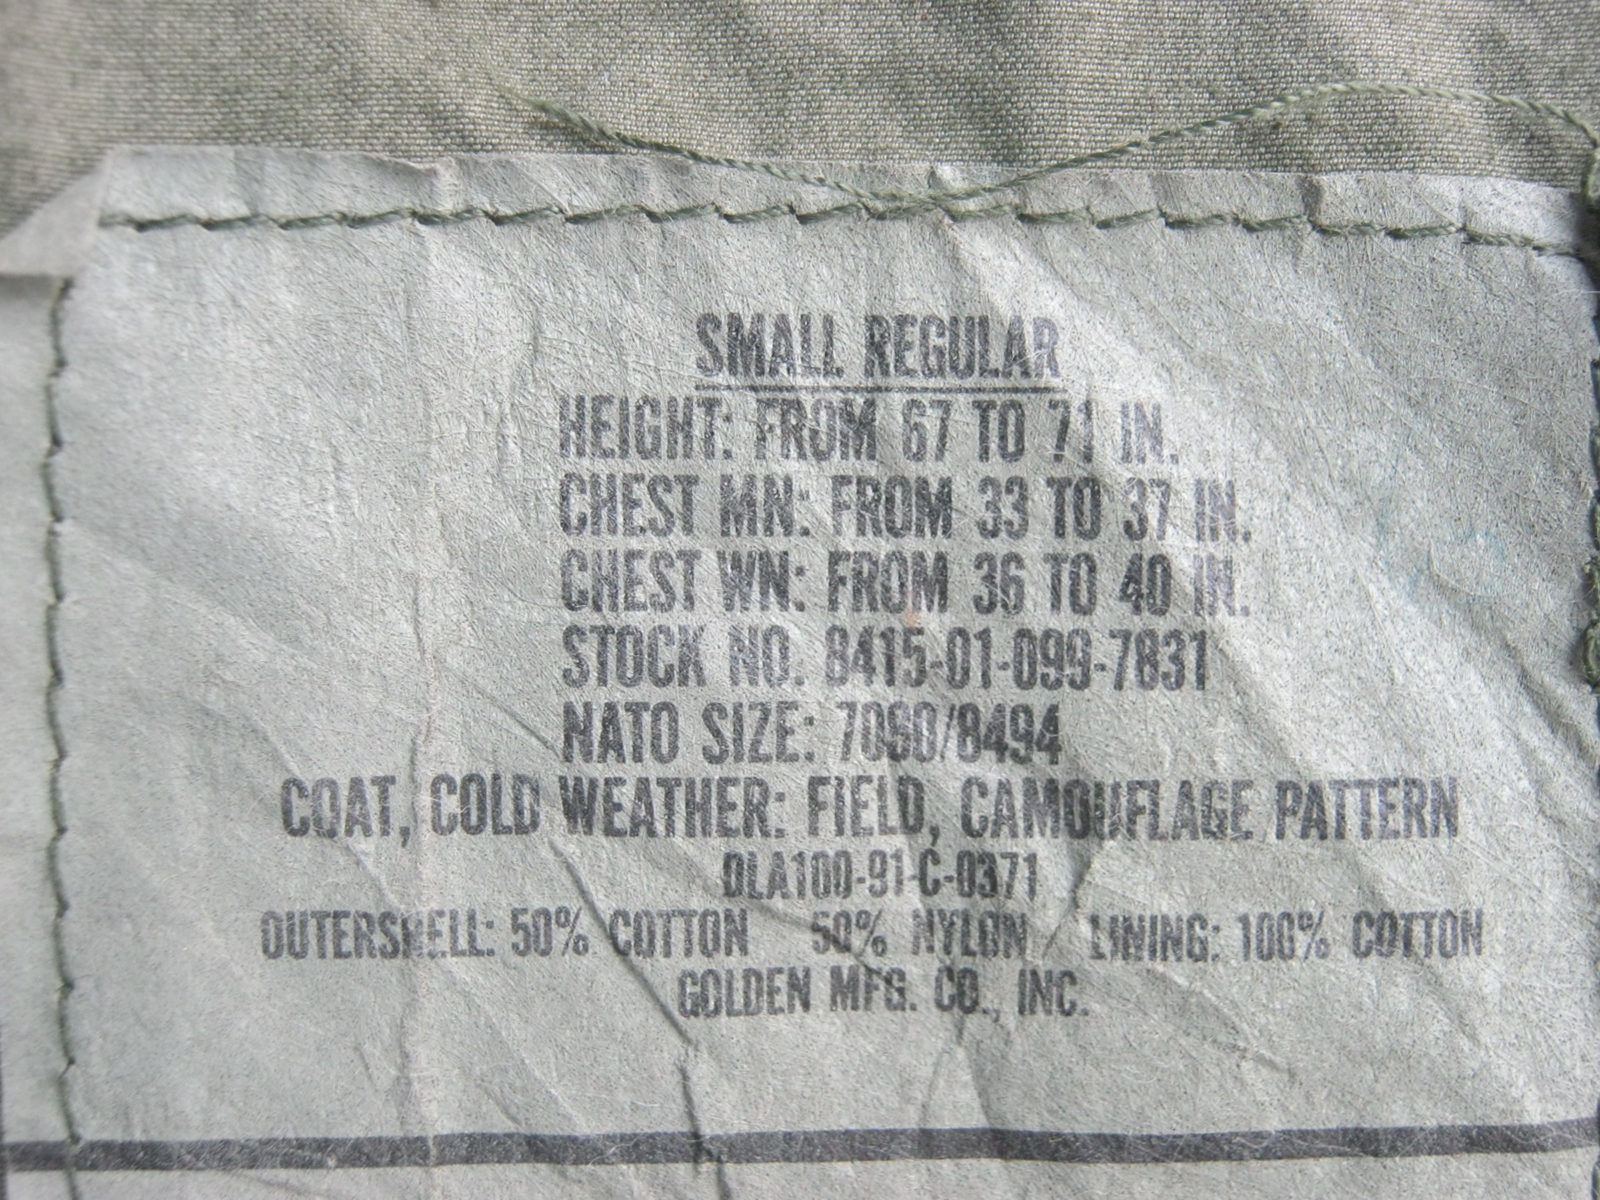 SMALL REGULAR
HEIGHT: FROM 67 TO 71 IN.
CHEST MN: FROM 33 TO 37 IN.
CHEST WN: FROM 36 TO 40 IN.
STOCK NO. 8415-01-099-7831
NATO SIZE: 7080/8494
COAT, COLD WEATHER: FIELD, CAMOUFLAGE PATTERN
DLA100-91-C-0371
OUTERSHELL: 50% COTTON 50% NYLON LINING: 100% COTTON
GOLDEN MFG. CO., INC.